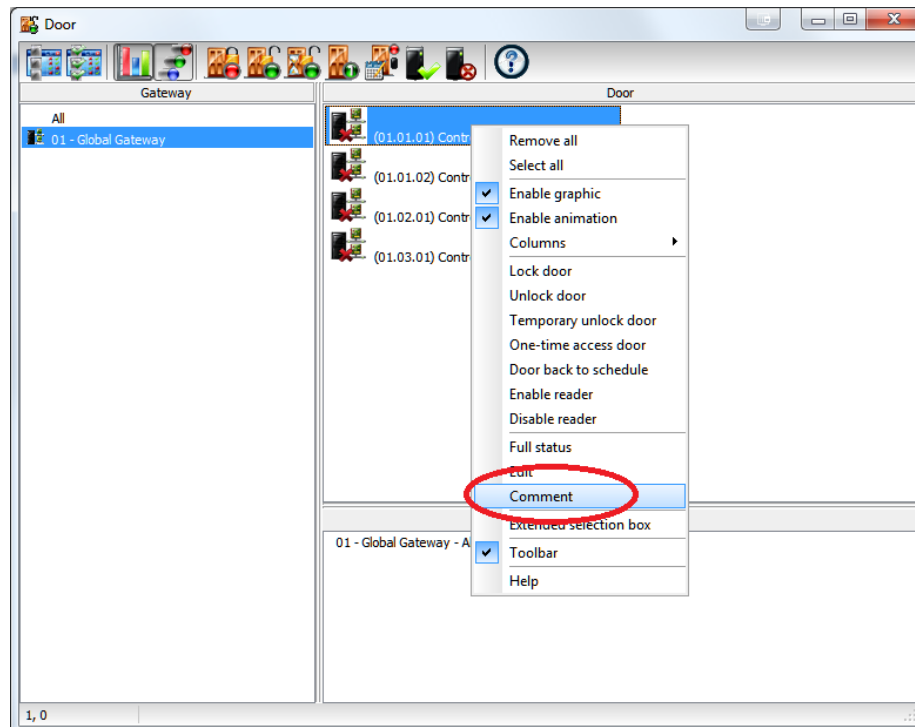 Door
Gateway
Door
All
01 - Global Gateway
(01.01.01) Contr
(01.01.02) Contr
(01.02.01) Contr
(01.03.01) Contr
Remove all
Select all
Enable graphic
Enable animation
Columns
Lock door
Unlock door
Temporary unlock door
One-time access door
Door back to schedule
Enable reader
Disable reader
Full status
Edit
Comment
Extended selection box
Toolbar
Help
01 - Global Gateway - A
1, 0